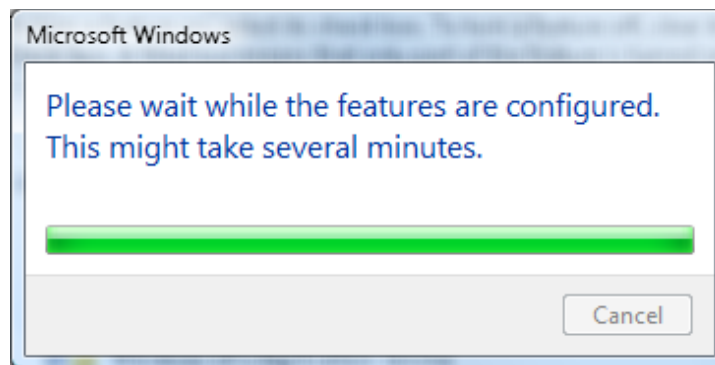 Microsoft Windows
Please wait while the features are configured.
This might take several minutes.
Cancel